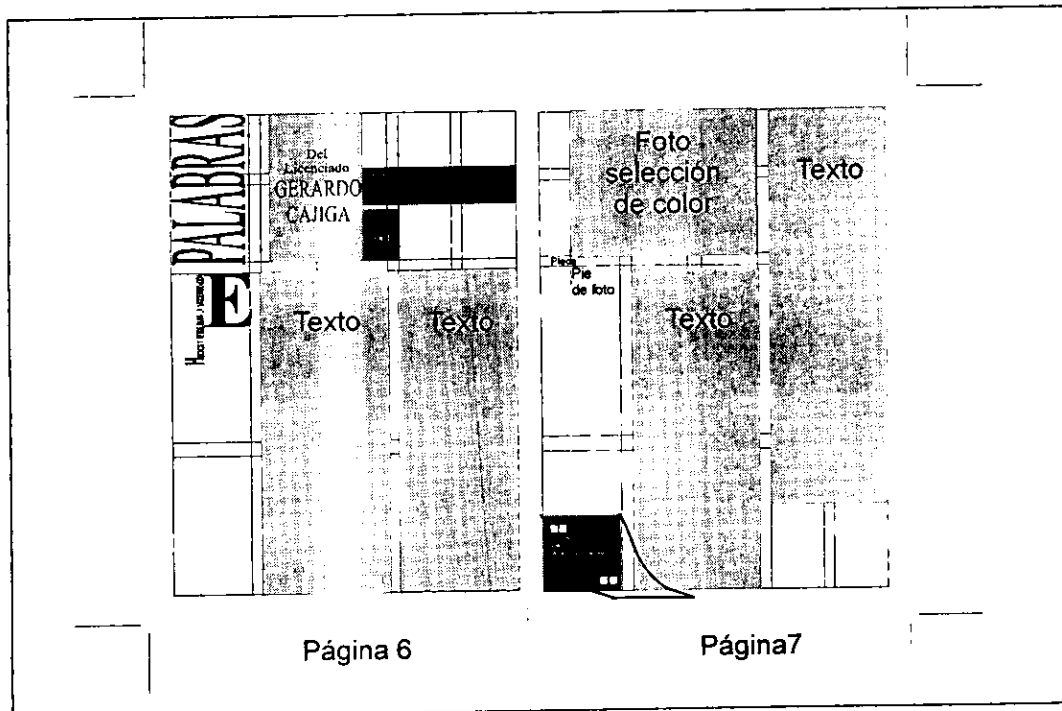 PALABRAS
Del
Licenciado
GERARDO
CAJIGA
E
Texto
Texto
Foto
selección
de color
Texto
Pie
de foto
Texto
Página 6
Página7